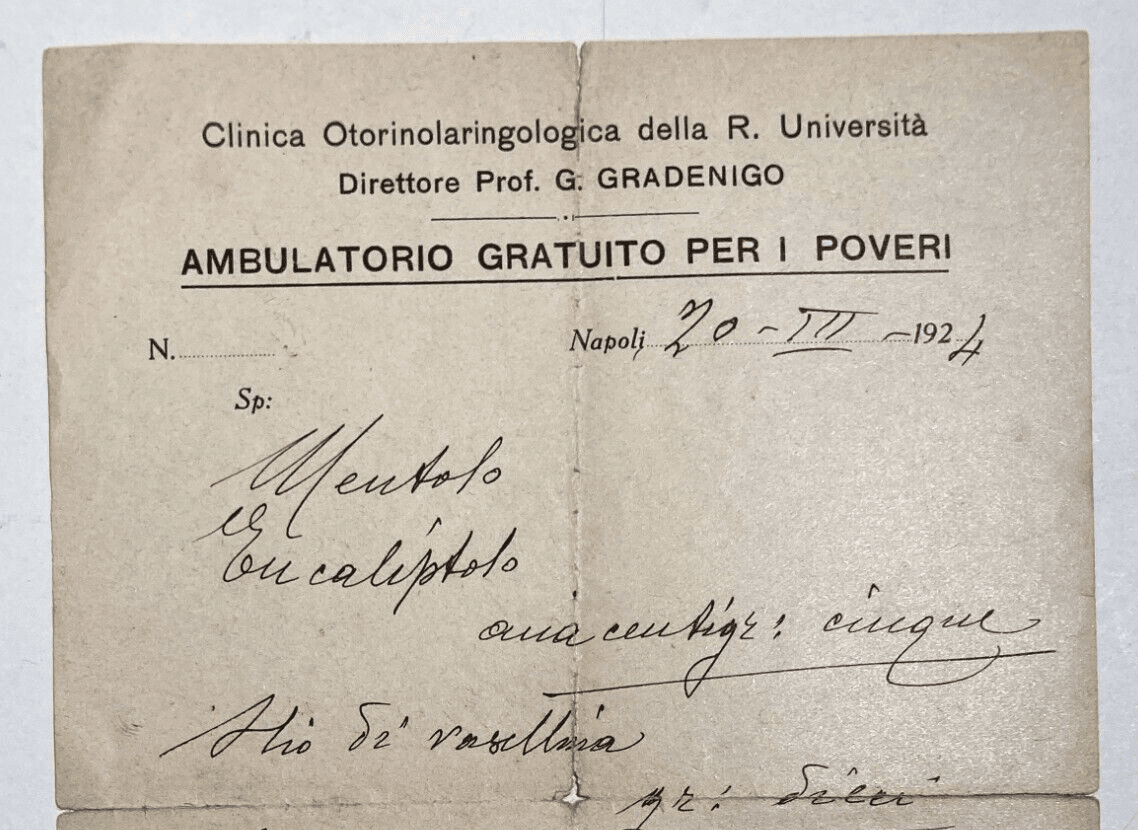 Clinica Otorinolaringologica della R. Università
Direttore Prof. G. GRADENIGO
AMBULATORIO GRATUITO PER I POVERI
N. Napoli, 20-III-1924
Sp:
Mentolo
Eucaliptolo
ana centigr: cinque
Olio di vasellina
gr: dieci